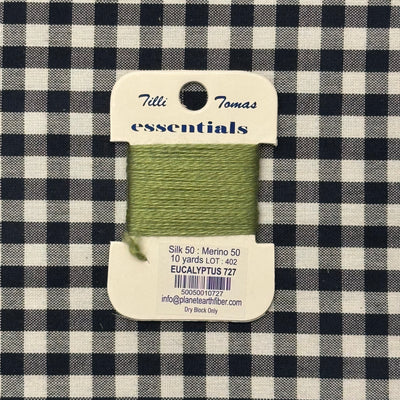 Tilli Tomas
essentials
Silk 50 : Merino 50
10 yards LOT : 402
EUCALYPTUS 727
50050010727
info@planetearthfiber.com
Dry Block Only